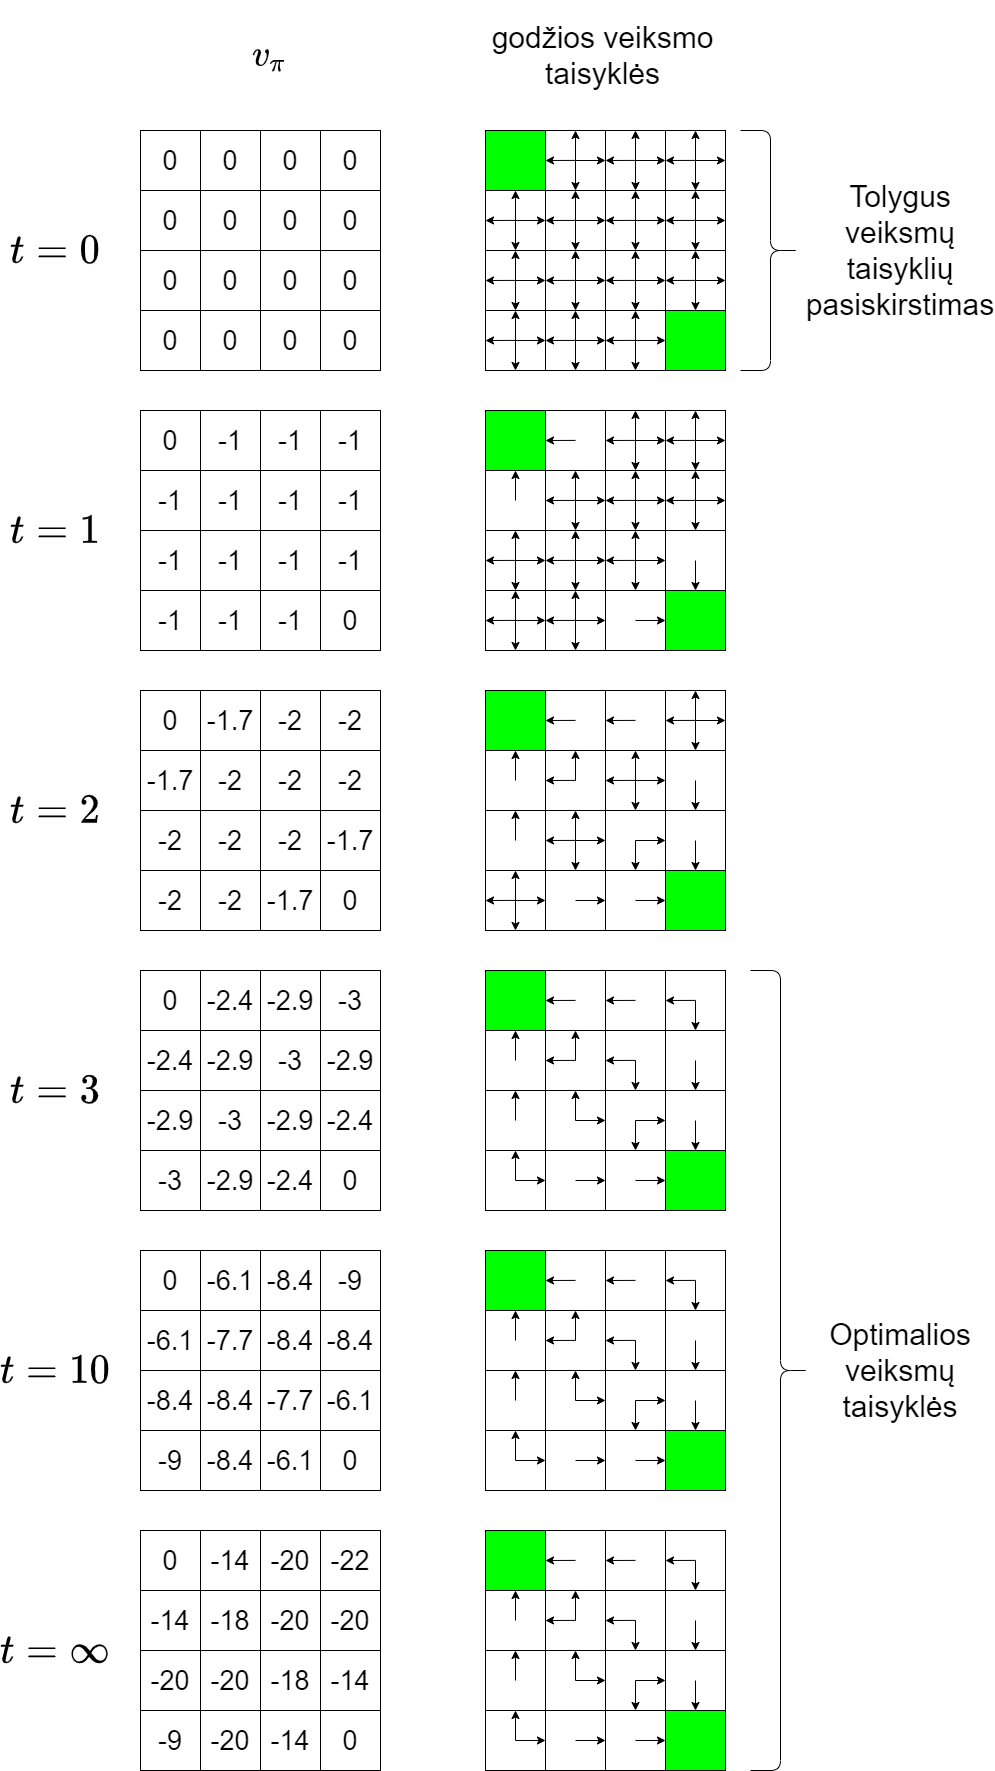 vπ
godžios veiksmo
taisyklės
t = 0
0 0 0 0
0 0 0 0
0 0 0 0
0 0 0 0
Tolygus
veiksmų
taisyklių
pasiskirstimas
t = 1
0 -1 -1 -1
-1 -1 -1 -1
-1 -1 -1 -1
-1 -1 -1 0
t = 2
0 -1.7 -2 -2
-1.7 -2 -2 -2
-2 -2 -2 -1.7
-2 -2 -1.7 0
t = 3
0 -2.4 -2.9 -3
-2.4 -2.9 -3 -2.9
-2.9 -3 -2.9 -2.4
-3 -2.9 -2.4 0
t = 10
0 -6.1 -8.4 -9
-6.1 -7.7 -8.4 -8.4
-8.4 -8.4 -7.7 -6.1
-9 -8.4 -6.1 0
Optimalios
veiksmų
taisyklės
t = ∞
0 -14 -20 -22
-14 -18 -20 -20
-20 -20 -18 -14
-9 -20 -14 0